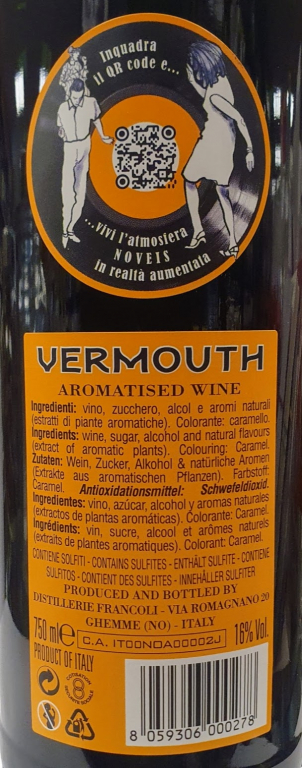 Inquadra
il QR code e...
...vivi l'atmosfera
NOVEIS
in realtà aumentata
VERMOUTH
AROMATISED WINE
Ingredienti: vino, zucchero, alcol e aromi naturali
(estratti di piante aromatiche). Colorante: caramello.
Ingredients: wine, sugar, alcohol and natural flavours
(extract of aromatic plants). Colouring: Caramel.
Zutaten: Wein, Zucker, Alkohol & natürliche Aromen
(Extrakte aus aromatischen Pflanzen). Farbstoff:
Caramel. Antioxidationsmittel: Schwefeldioxid.
Ingredientes: vino, azúcar, alcohol y aromas naturales
(extractos de plantas aromáticas). Colorante: Caramel.
Ingrédients: vin, sucre, alcool et arômes naturels
(extraits de plantes aromatiques). Colorant: Caramel.
CONTIENE SOLFITI - CONTAINS SULFITES - ENTHÄLT SULFITE - CONTIENE
SULFITOS - CONTIENT DES SULFITES - INNEHÅLLER SULFITER
PRODUCED AND BOTTLED BY
DISTILLERIE FRANCOLI - VIA ROMAGNANO 20
GHEMME (NO) - ITALY
750 ml e
C.A. IT00NOA00002J
16% Vol.
PRODUCT OF ITALY
8 059306 000278